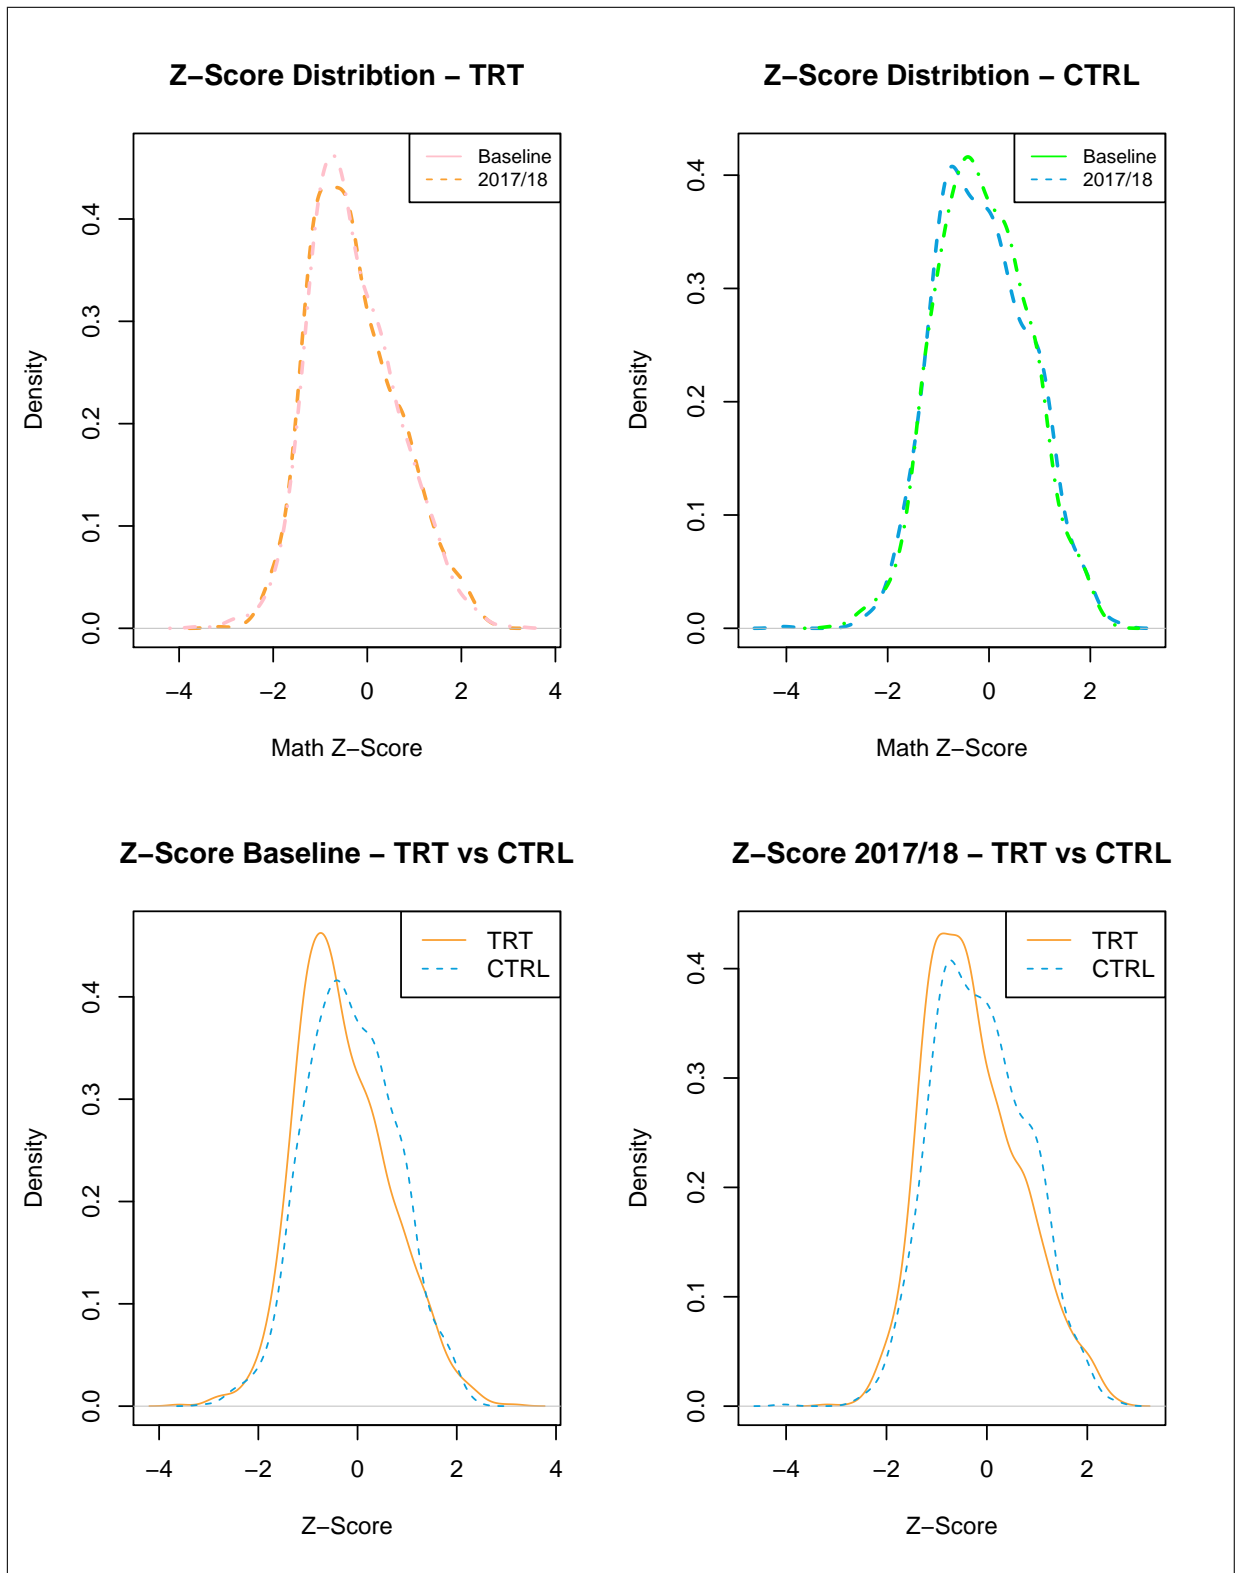 Z−Score Distribtion − TRT
Baseline
2017/18
Density
0.0 0.1 0.2 0.3 0.4
−4 −2 0 2 4
Math Z−Score
Z−Score Distribtion − CTRL
Baseline
2017/18
Density
0.0 0.1 0.2 0.3 0.4
−4 −2 0 2
Math Z−Score
Z−Score Baseline − TRT vs CTRL
TRT
CTRL
Density
0.0 0.1 0.2 0.3 0.4
−4 −2 0 2 4
Z−Score
Z−Score 2017/18 − TRT vs CTRL
TRT
CTRL
Density
0.0 0.1 0.2 0.3 0.4
−4 −2 0 2
Z−Score